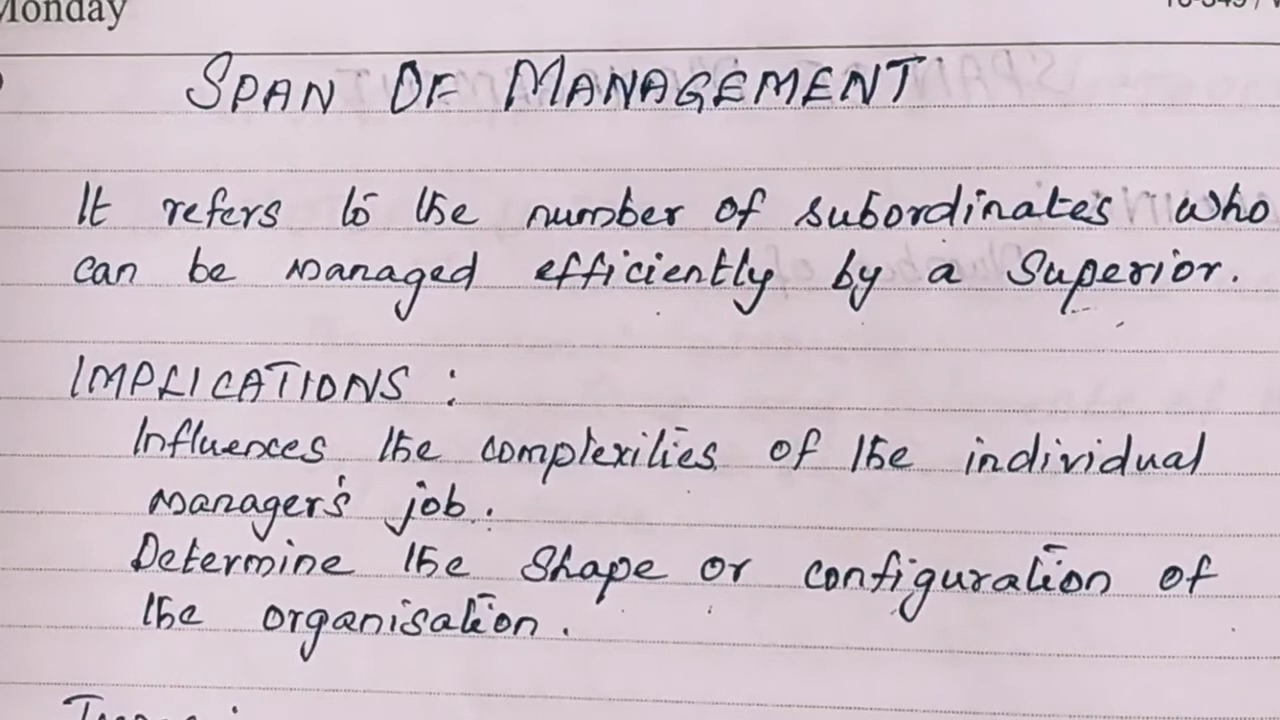 Monday
SPAN OF MANAGEMENT
It refers to the number of subordinates who
can be managed efficiently by a Superior.
IMPLICATIONS :
Influences the complexities of the individual
manager's job.
Determine the Shape or configuration of
the organisation.